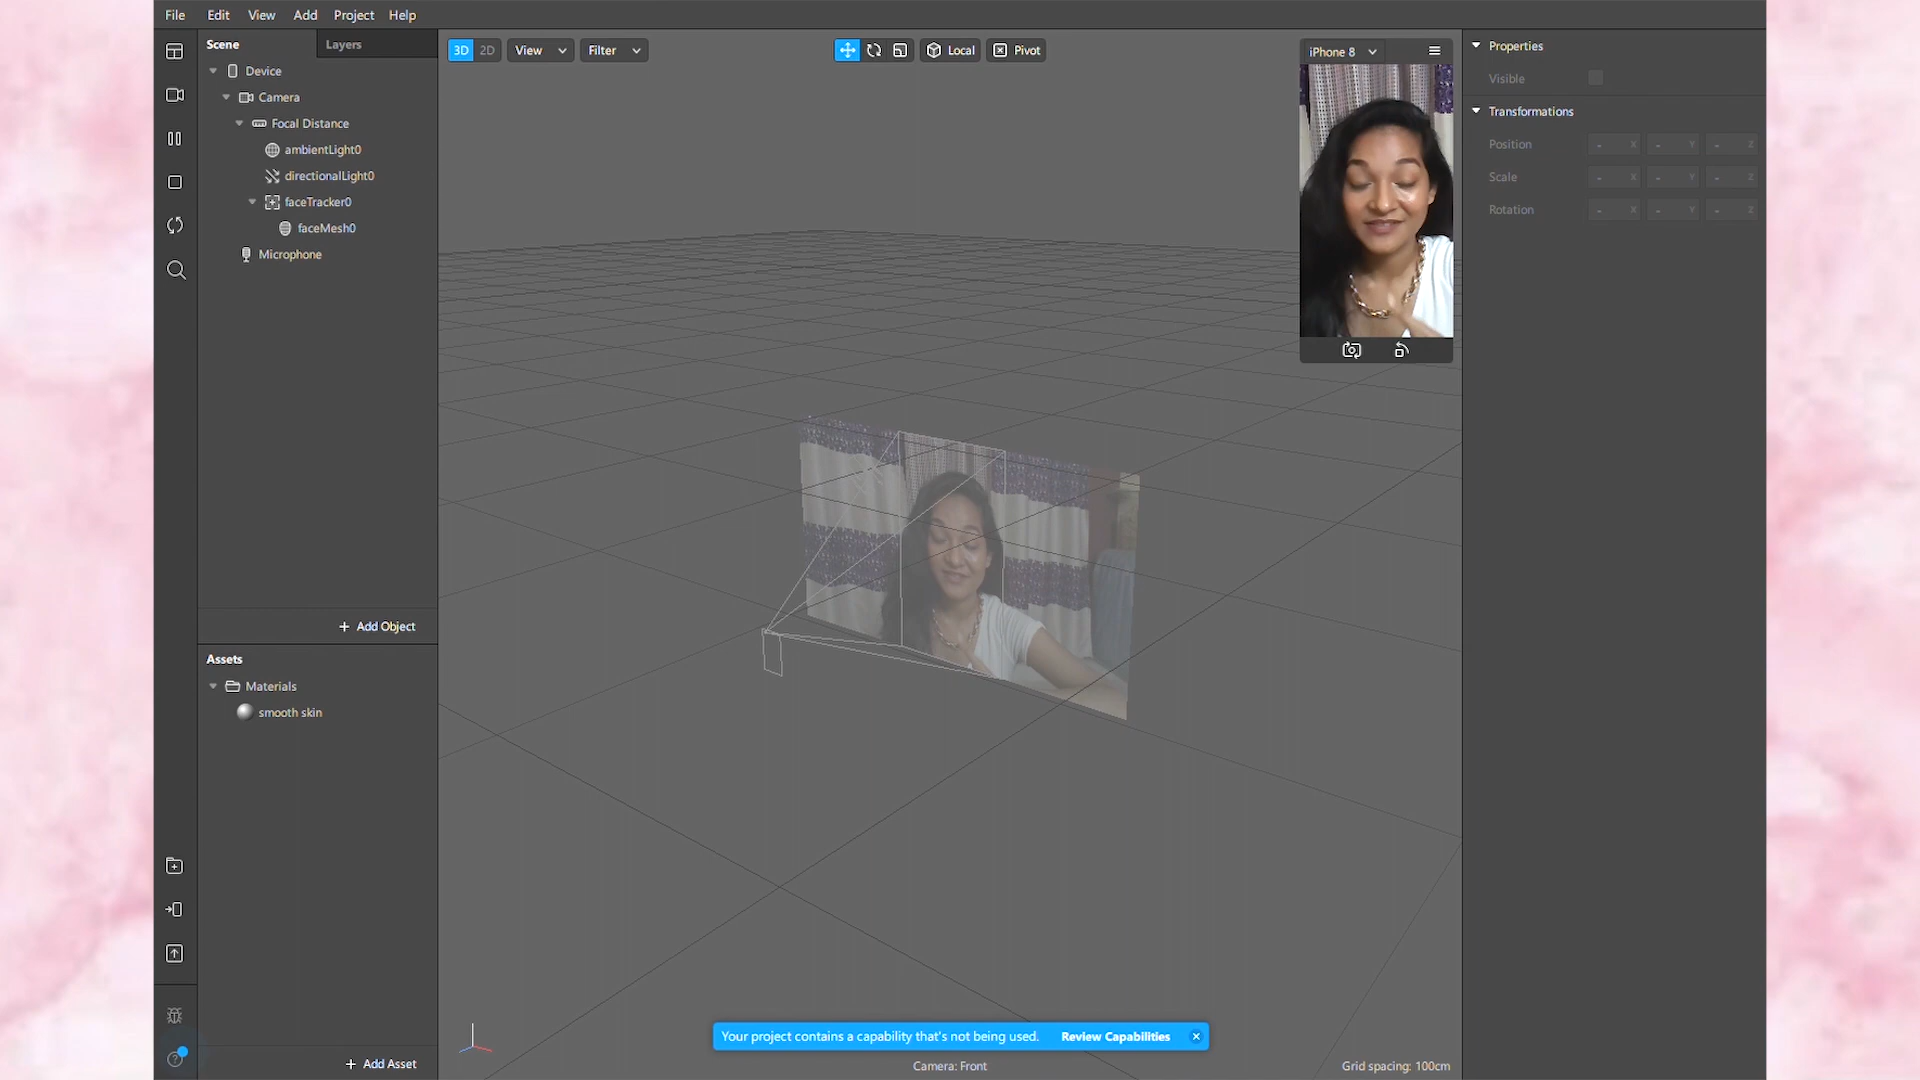 File Edit View Add Project Help
Scene Layers
Device
Camera
Focal Distance
ambientLight0
directionalLight0
faceTracker0
faceMesh0
Microphone
+ Add Object
Assets
Materials
smooth skin
+ Add Asset
3D 2D View Filter Local Pivot
iPhone 8
Your project contains a capability that's not being used. Review Capabilities
Camera: Front
Grid spacing: 100cm
Properties
Visible
Transformations
Position - X - Y - Z
Scale - X - Y - Z
Rotation - X - Y - Z